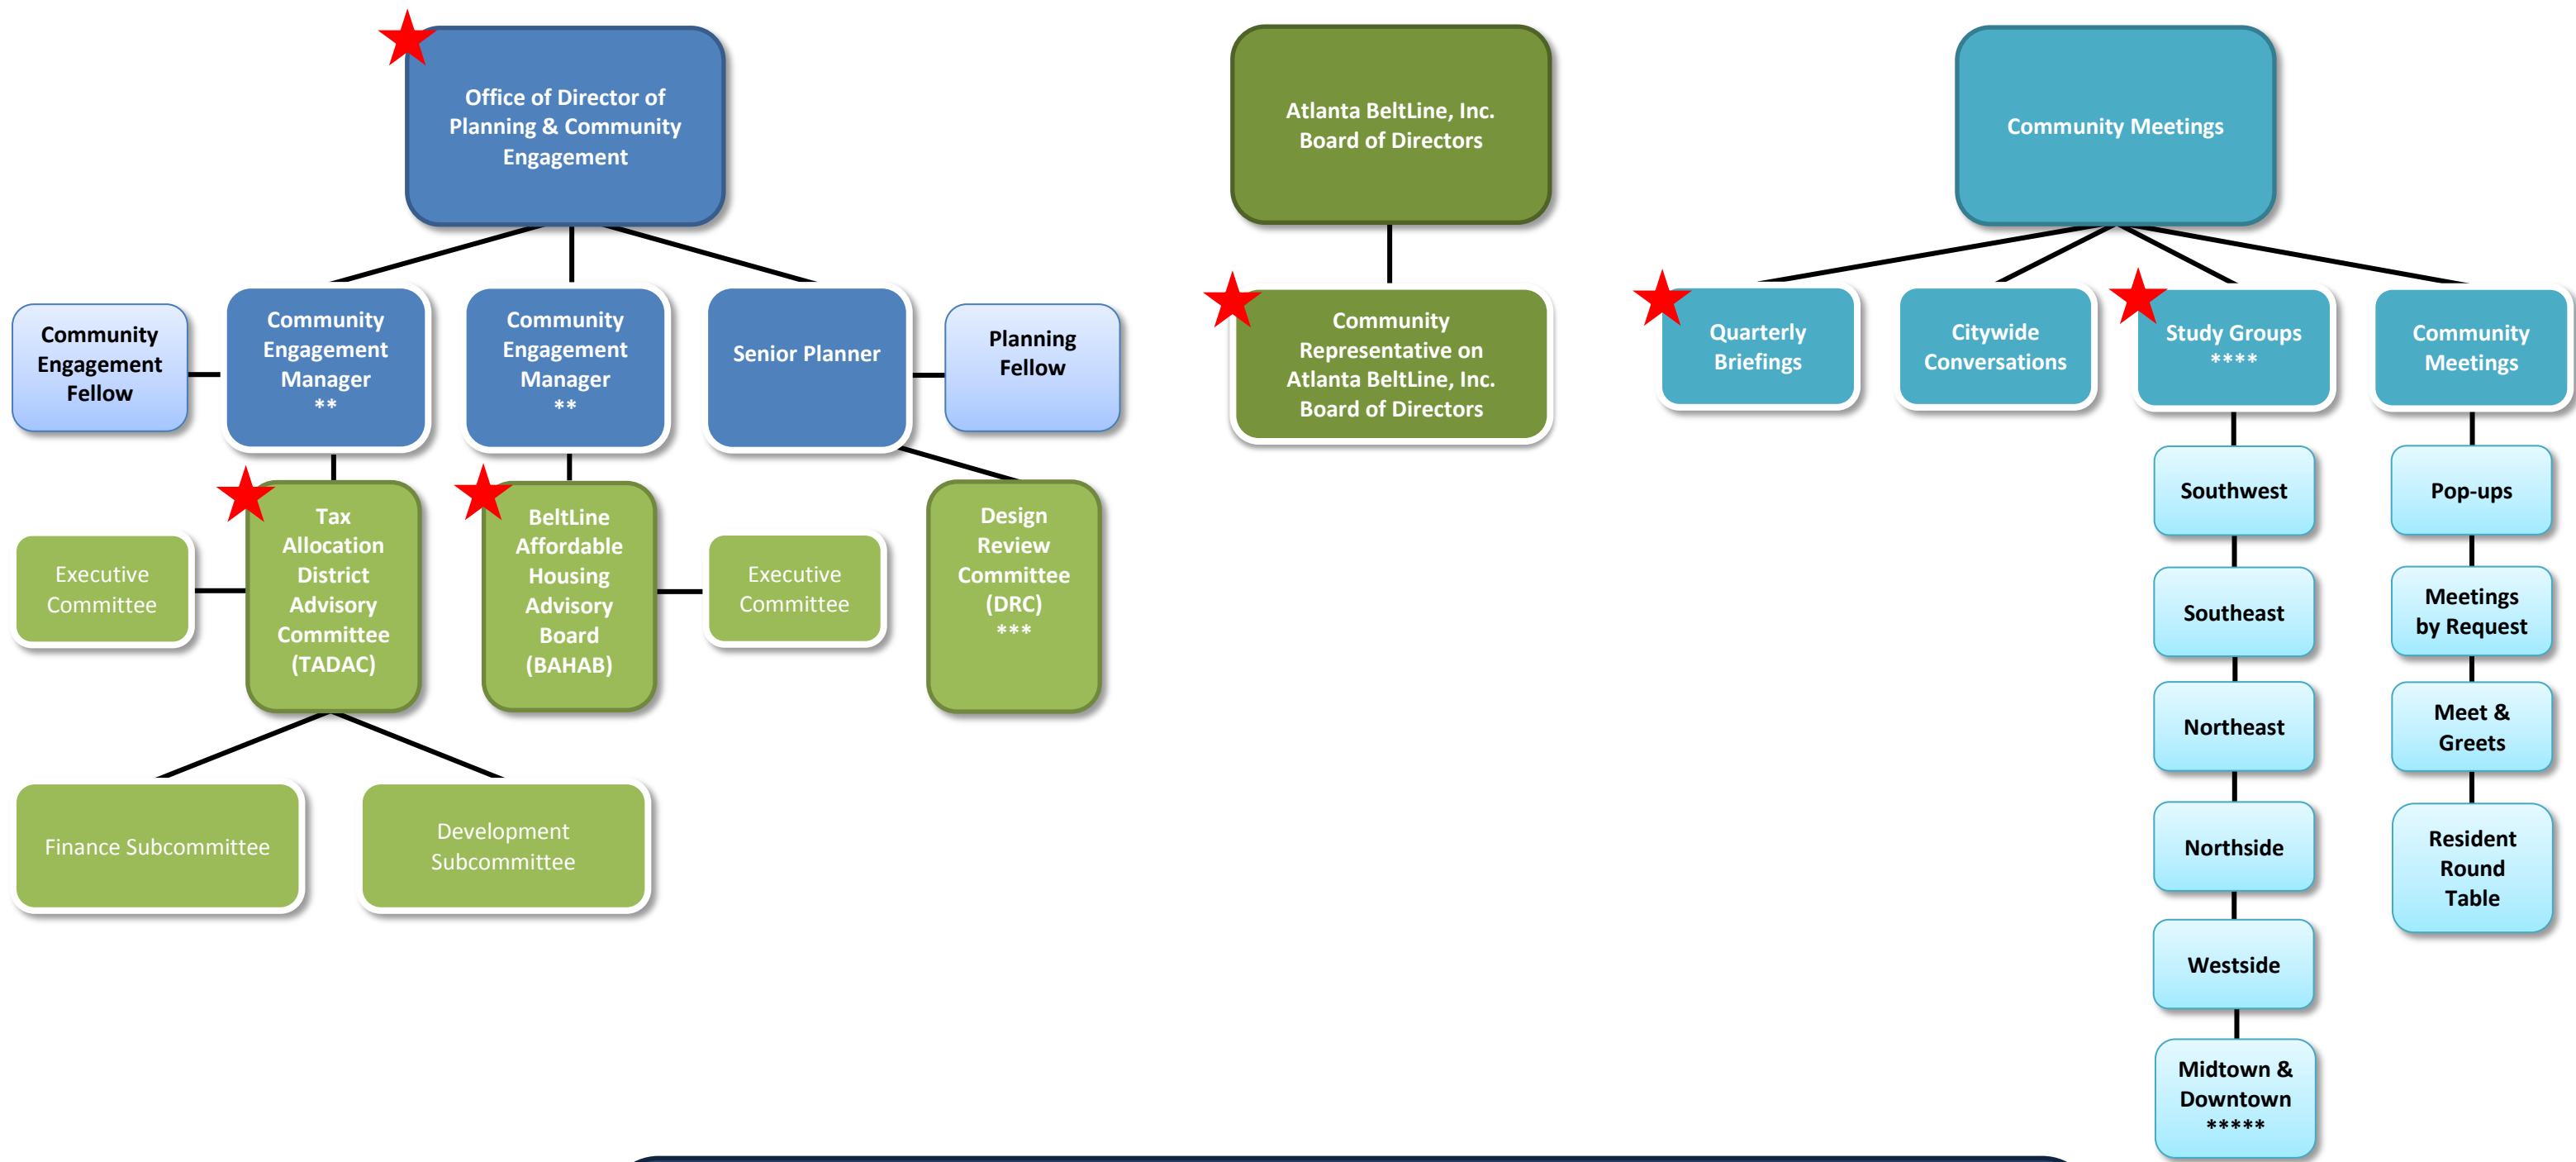 Office of Director of
Planning & Community
Engagement
Atlanta BeltLine, Inc.
Board of Directors
Community Meetings
Community
Engagement
Fellow
Community
Engagement
Manager
**
Community
Engagement
Manager
**
Senior Planner
Planning
Fellow
Community
Representative on
Atlanta BeltLine, Inc.
Board of Directors
Quarterly
Briefings
Citywide
Conversations
Study Groups
****
Community
Meetings
Executive
Committee
Tax
Allocation
District
Advisory
Committee
(TADAC)
BeltLine
Affordable
Housing
Advisory
Board
(BAHAB)
Executive
Committee
Design
Review
Committee
(DRC)
***
Finance Subcommittee
Development
Subcommittee
Southwest
Southeast
Northeast
Northside
Westside
Midtown &
Downtown
*****
Pop-ups
Meetings
by Request
Meet &
Greets
Resident
Round
Table